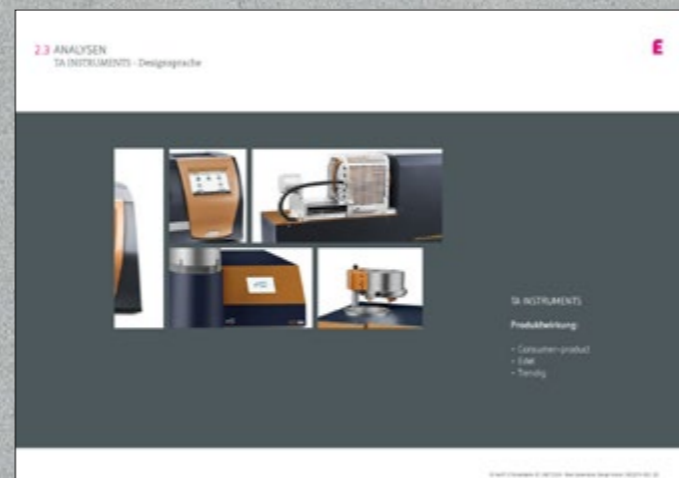 2.3 ANALYSEN
TA INSTRUMENTS - Designsprache
E
TA INSTRUMENTS
Produktwirkung:
- Consumer-product
- Edel
- Trendig